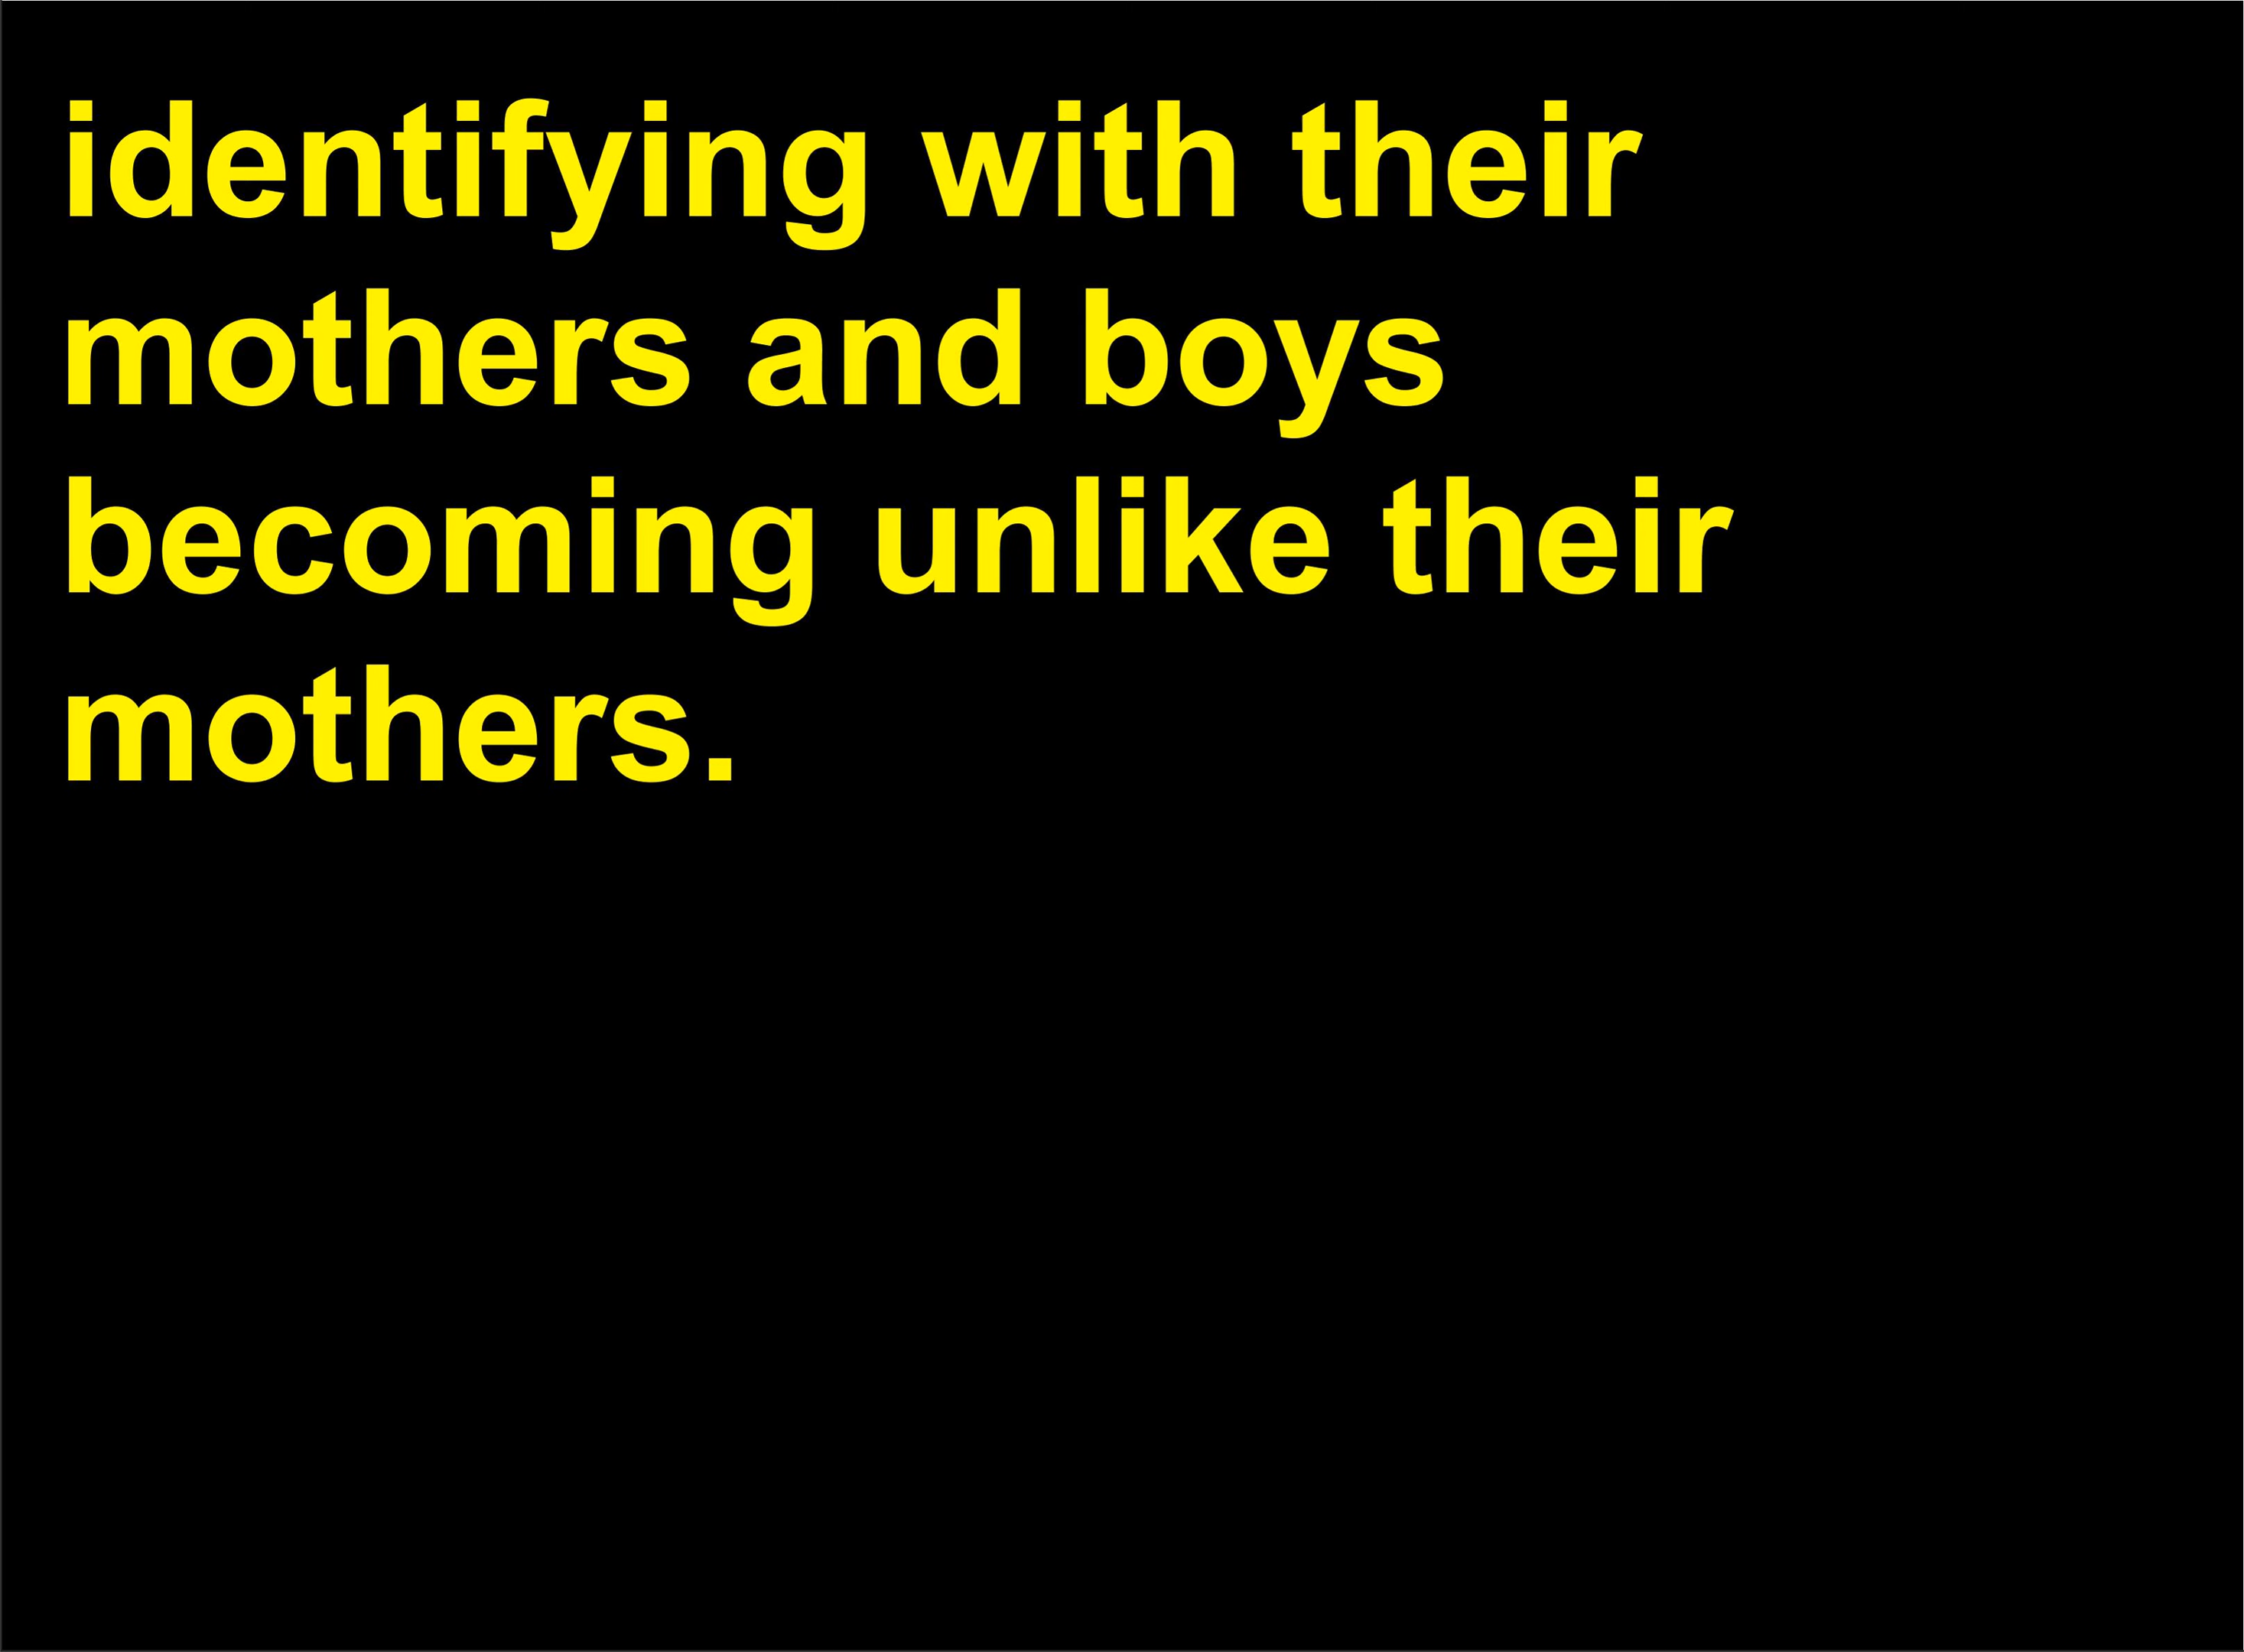 identifying with their
mothers and boys
becoming unlike their
mothers.